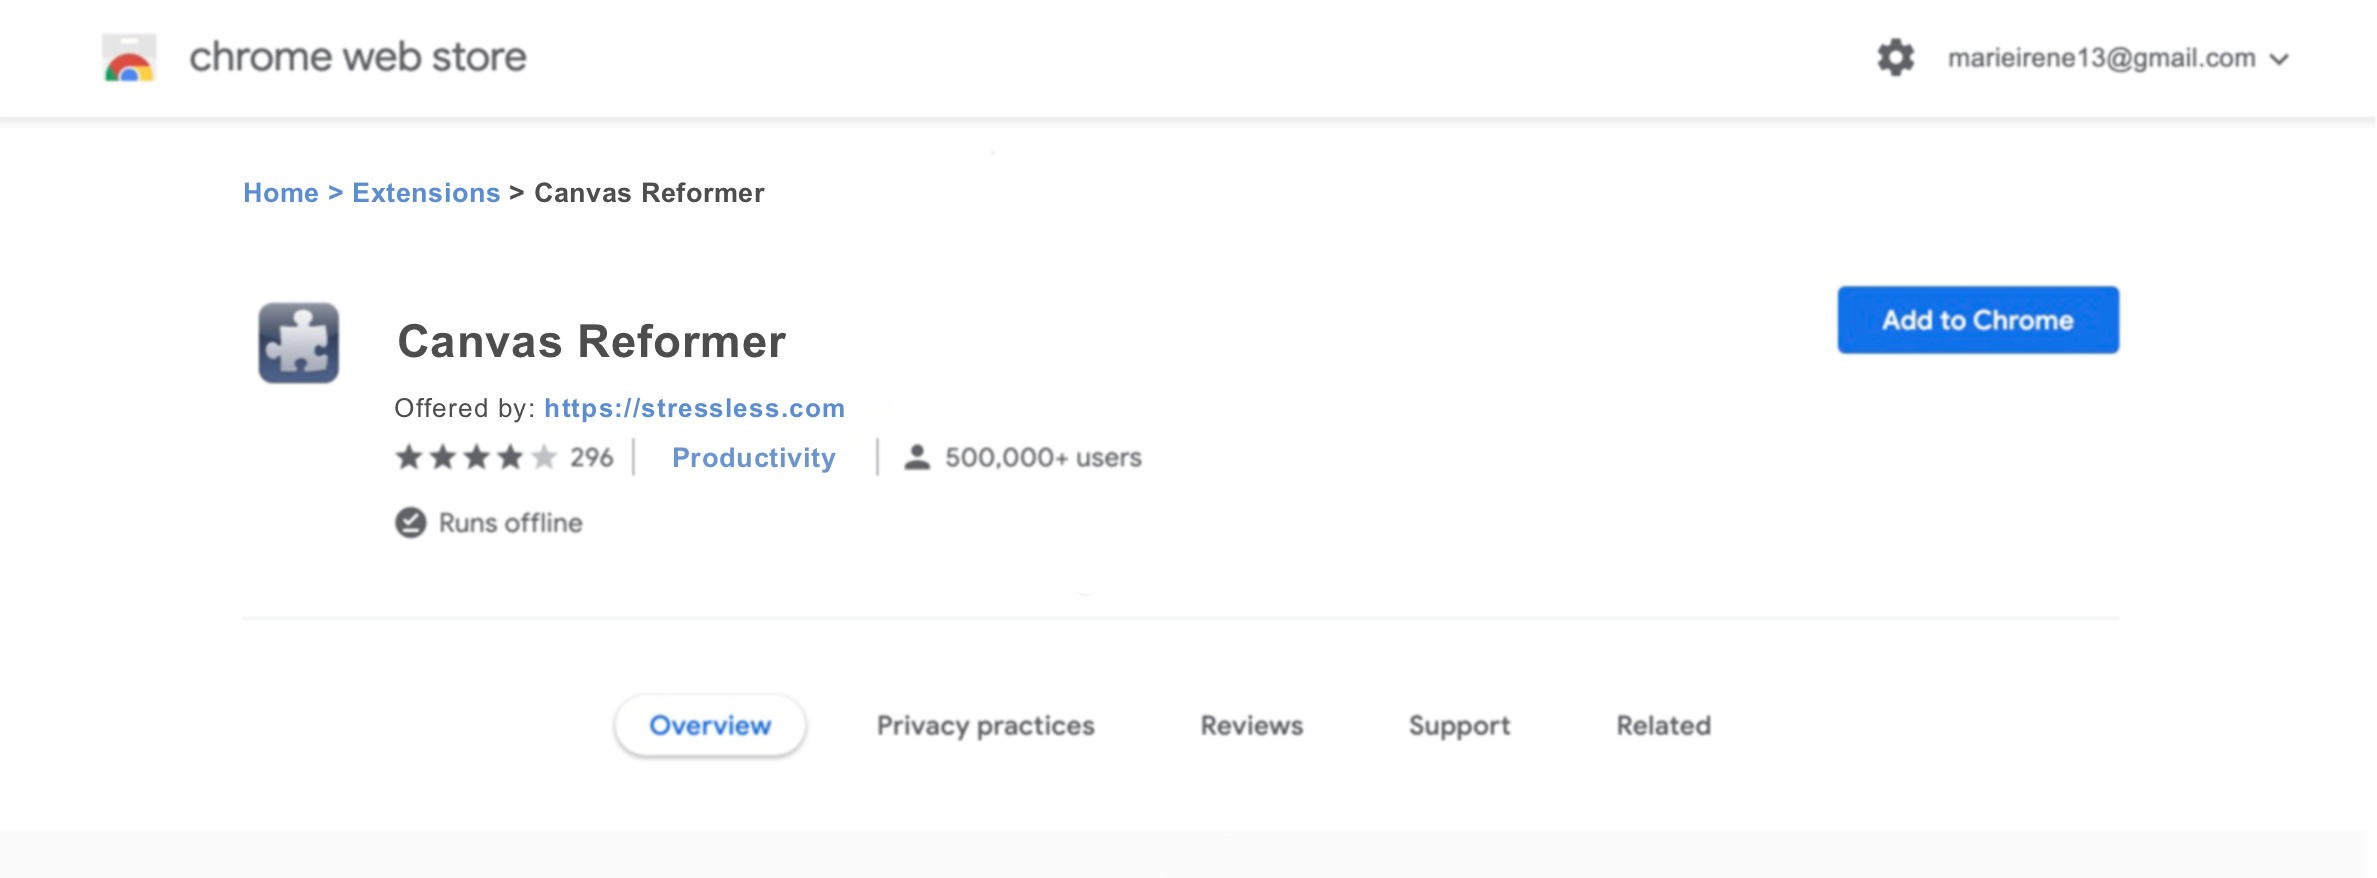 chrome web store
marieirene13@gmail.com
Home > Extensions > Canvas Reformer
Canvas Reformer
Add to Chrome
Offered by: https://stressless.com
296 Productivity 500,000+ users
Runs offline
Overview Privacy practices Reviews Support Related